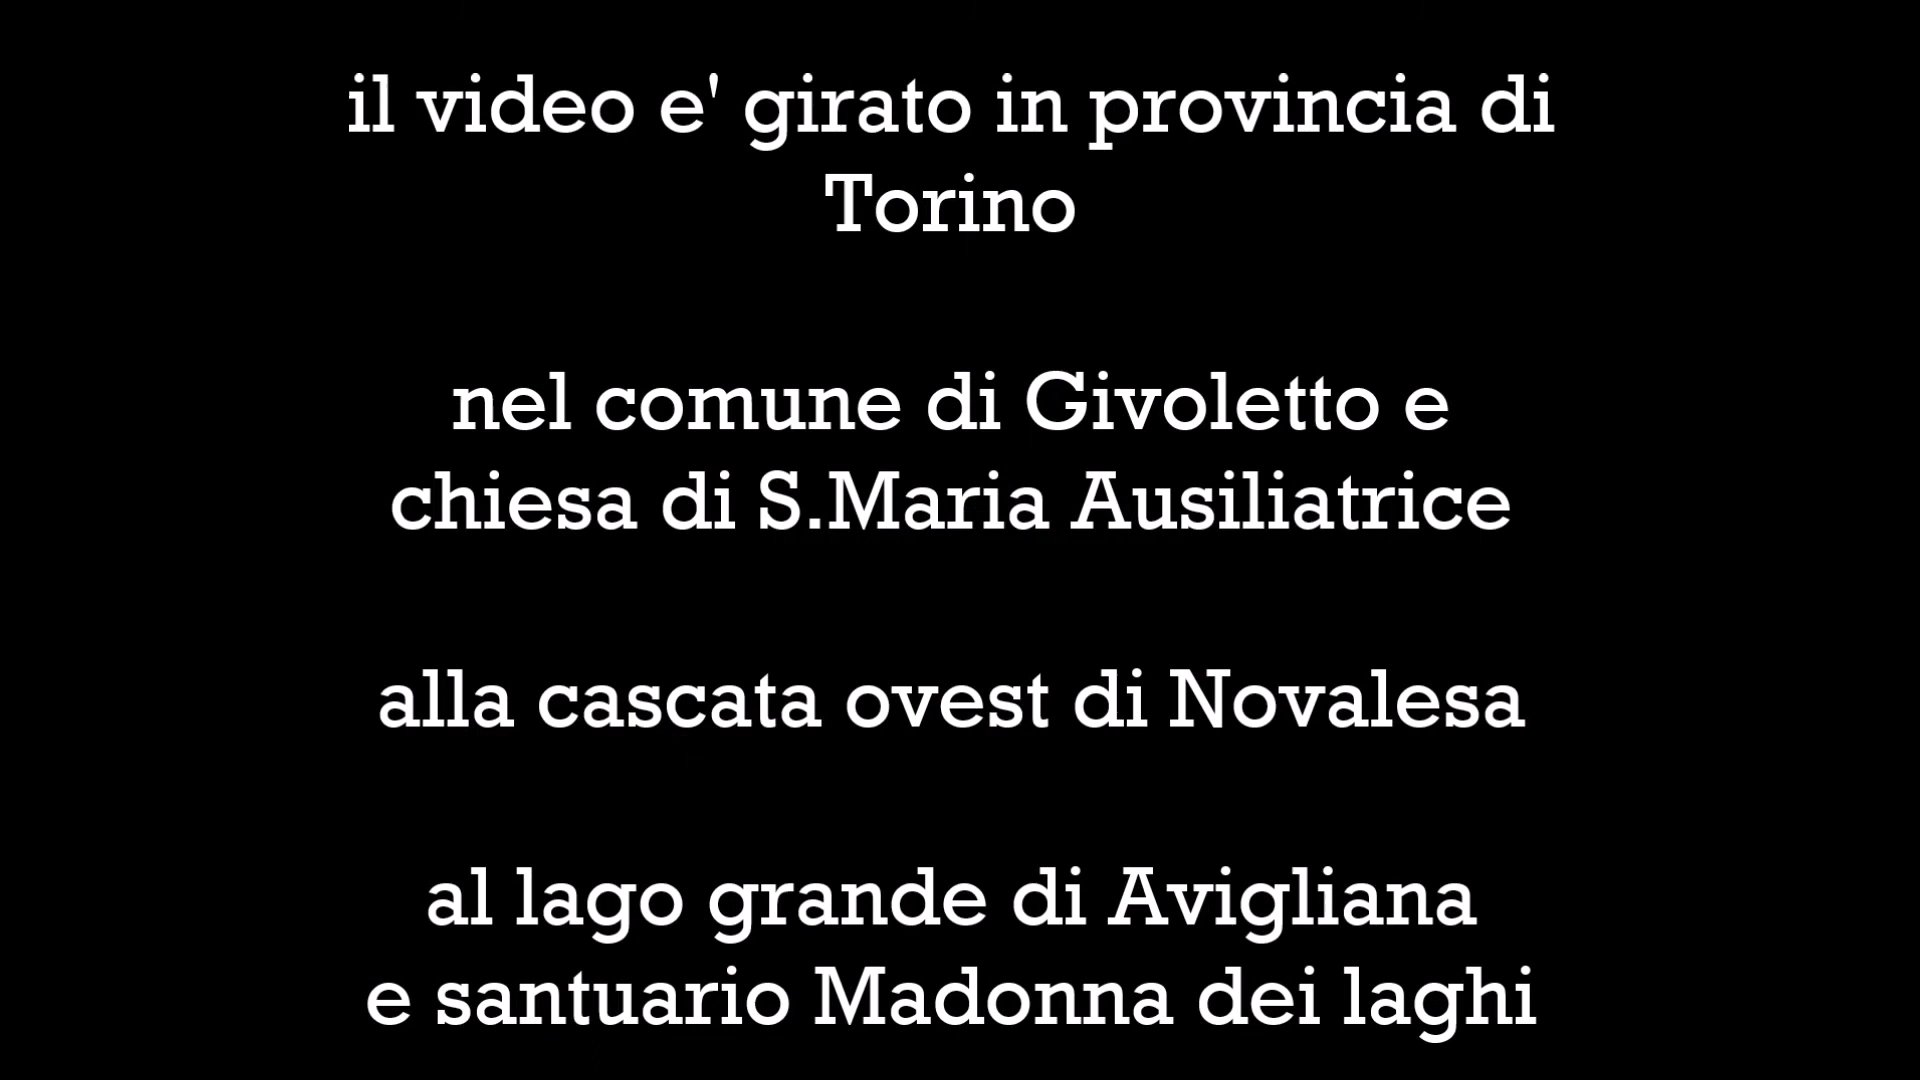 il video e' girato in provincia di
Torino
nel comune di Givoletto e
chiesa di S.Maria Ausiliatrice
alla cascata ovest di Novalesa
al lago grande di Avigliana
e santuario Madonna dei laghi